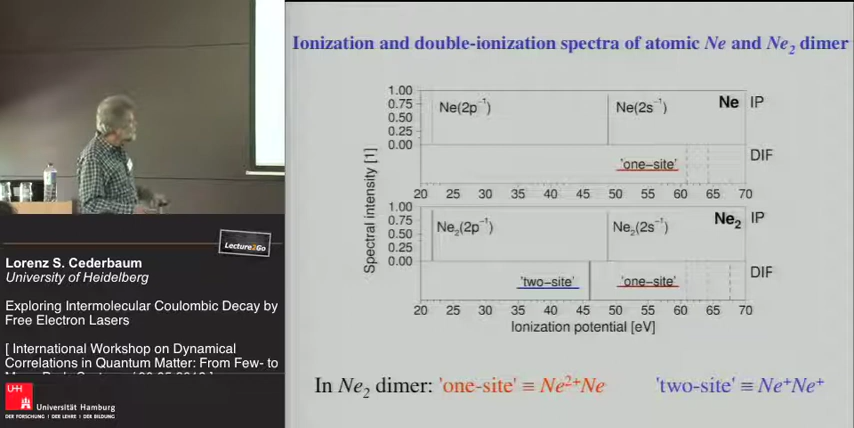 Ionization and double-ionization spectra of atomic Ne and Ne2 dimer
1.00
0.75
0.50
0.25
0.00
Ne(2p⁻¹)
Ne(2s⁻¹)
Ne
IP
'one-site'
DIF
20 25 30 35 40 45 50 55 60 65 70
Spectral intensity [1]
1.00
0.75
0.50
0.25
0.00
Ne2(2p⁻¹)
Ne2(2s⁻¹)
Ne2
IP
'two-site'
'one-site'
DIF
20 25 30 35 40 45 50 55 60 65 70
Ionization potential [eV]
In Ne2 dimer: 'one-site' ≡ Ne²⁺Ne 'two-site' ≡ Ne⁺Ne⁺
Lecture2Go
Lorenz S. Cederbaum
University of Heidelberg
Exploring Intermolecular Coulombic Decay by
Free Electron Lasers
[ International Workshop on Dynamical
Correlations in Quantum Matter: From Few- to
UH
Universität Hamburg
DER FORSCHUNG | DER LEHRE | DER BILDUNG